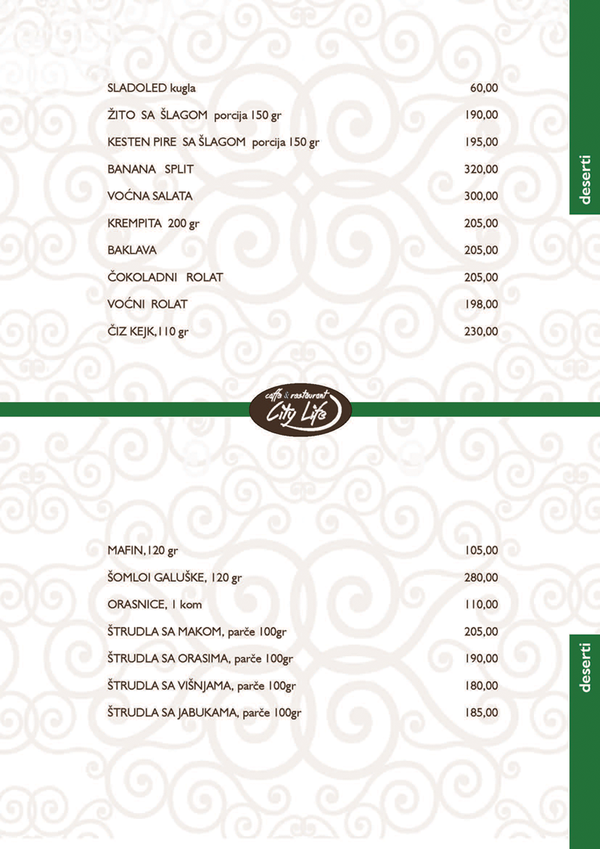 SLADOLED kugla 60,00
ŽITO SA ŠLAGOM porcija 150 gr 190,00
KESTEN PIRE SA ŠLAGOM porcija 150 gr 195,00
BANANA SPLIT 320,00
VOĆNA SALATA 300,00
KREMPITA 200 gr 205,00
BAKLAVA 205,00
ČOKOLADNI ROLAT 205,00
VOĆNI ROLAT 198,00
ČIZ KEJK,110 gr 230,00
deserti
caffe & restaurant
City Life
MAFIN,120 gr 105,00
ŠOMLOI GALUŠKE, 120 gr 280,00
ORASNICE, 1 kom 110,00
ŠTRUDLA SA MAKOM, parče 100gr 205,00
ŠTRUDLA SA ORASIMA, parče 100gr 190,00
ŠTRUDLA SA VIŠNJAMA, parče 100gr 180,00
ŠTRUDLA SA JABUKAMA, parče 100gr 185,00
deserti